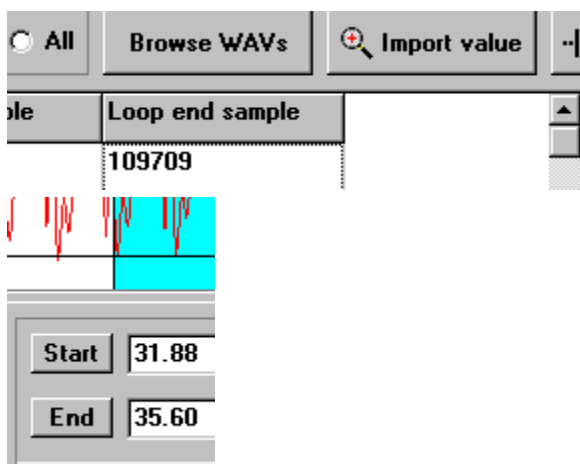 All Browse WAVs Import value
ple Loop end sample
109709
Start 31.88
End 35.60